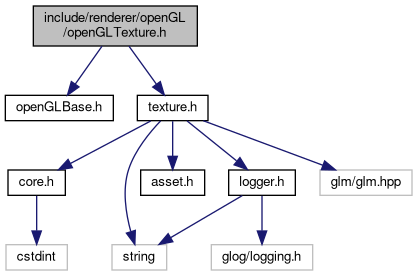 include/renderer/openGL
/openGLTexture.h
openGLBase.h
texture.h
core.h
asset.h
logger.h
glm/glm.hpp
cstdint
string
glog/logging.h